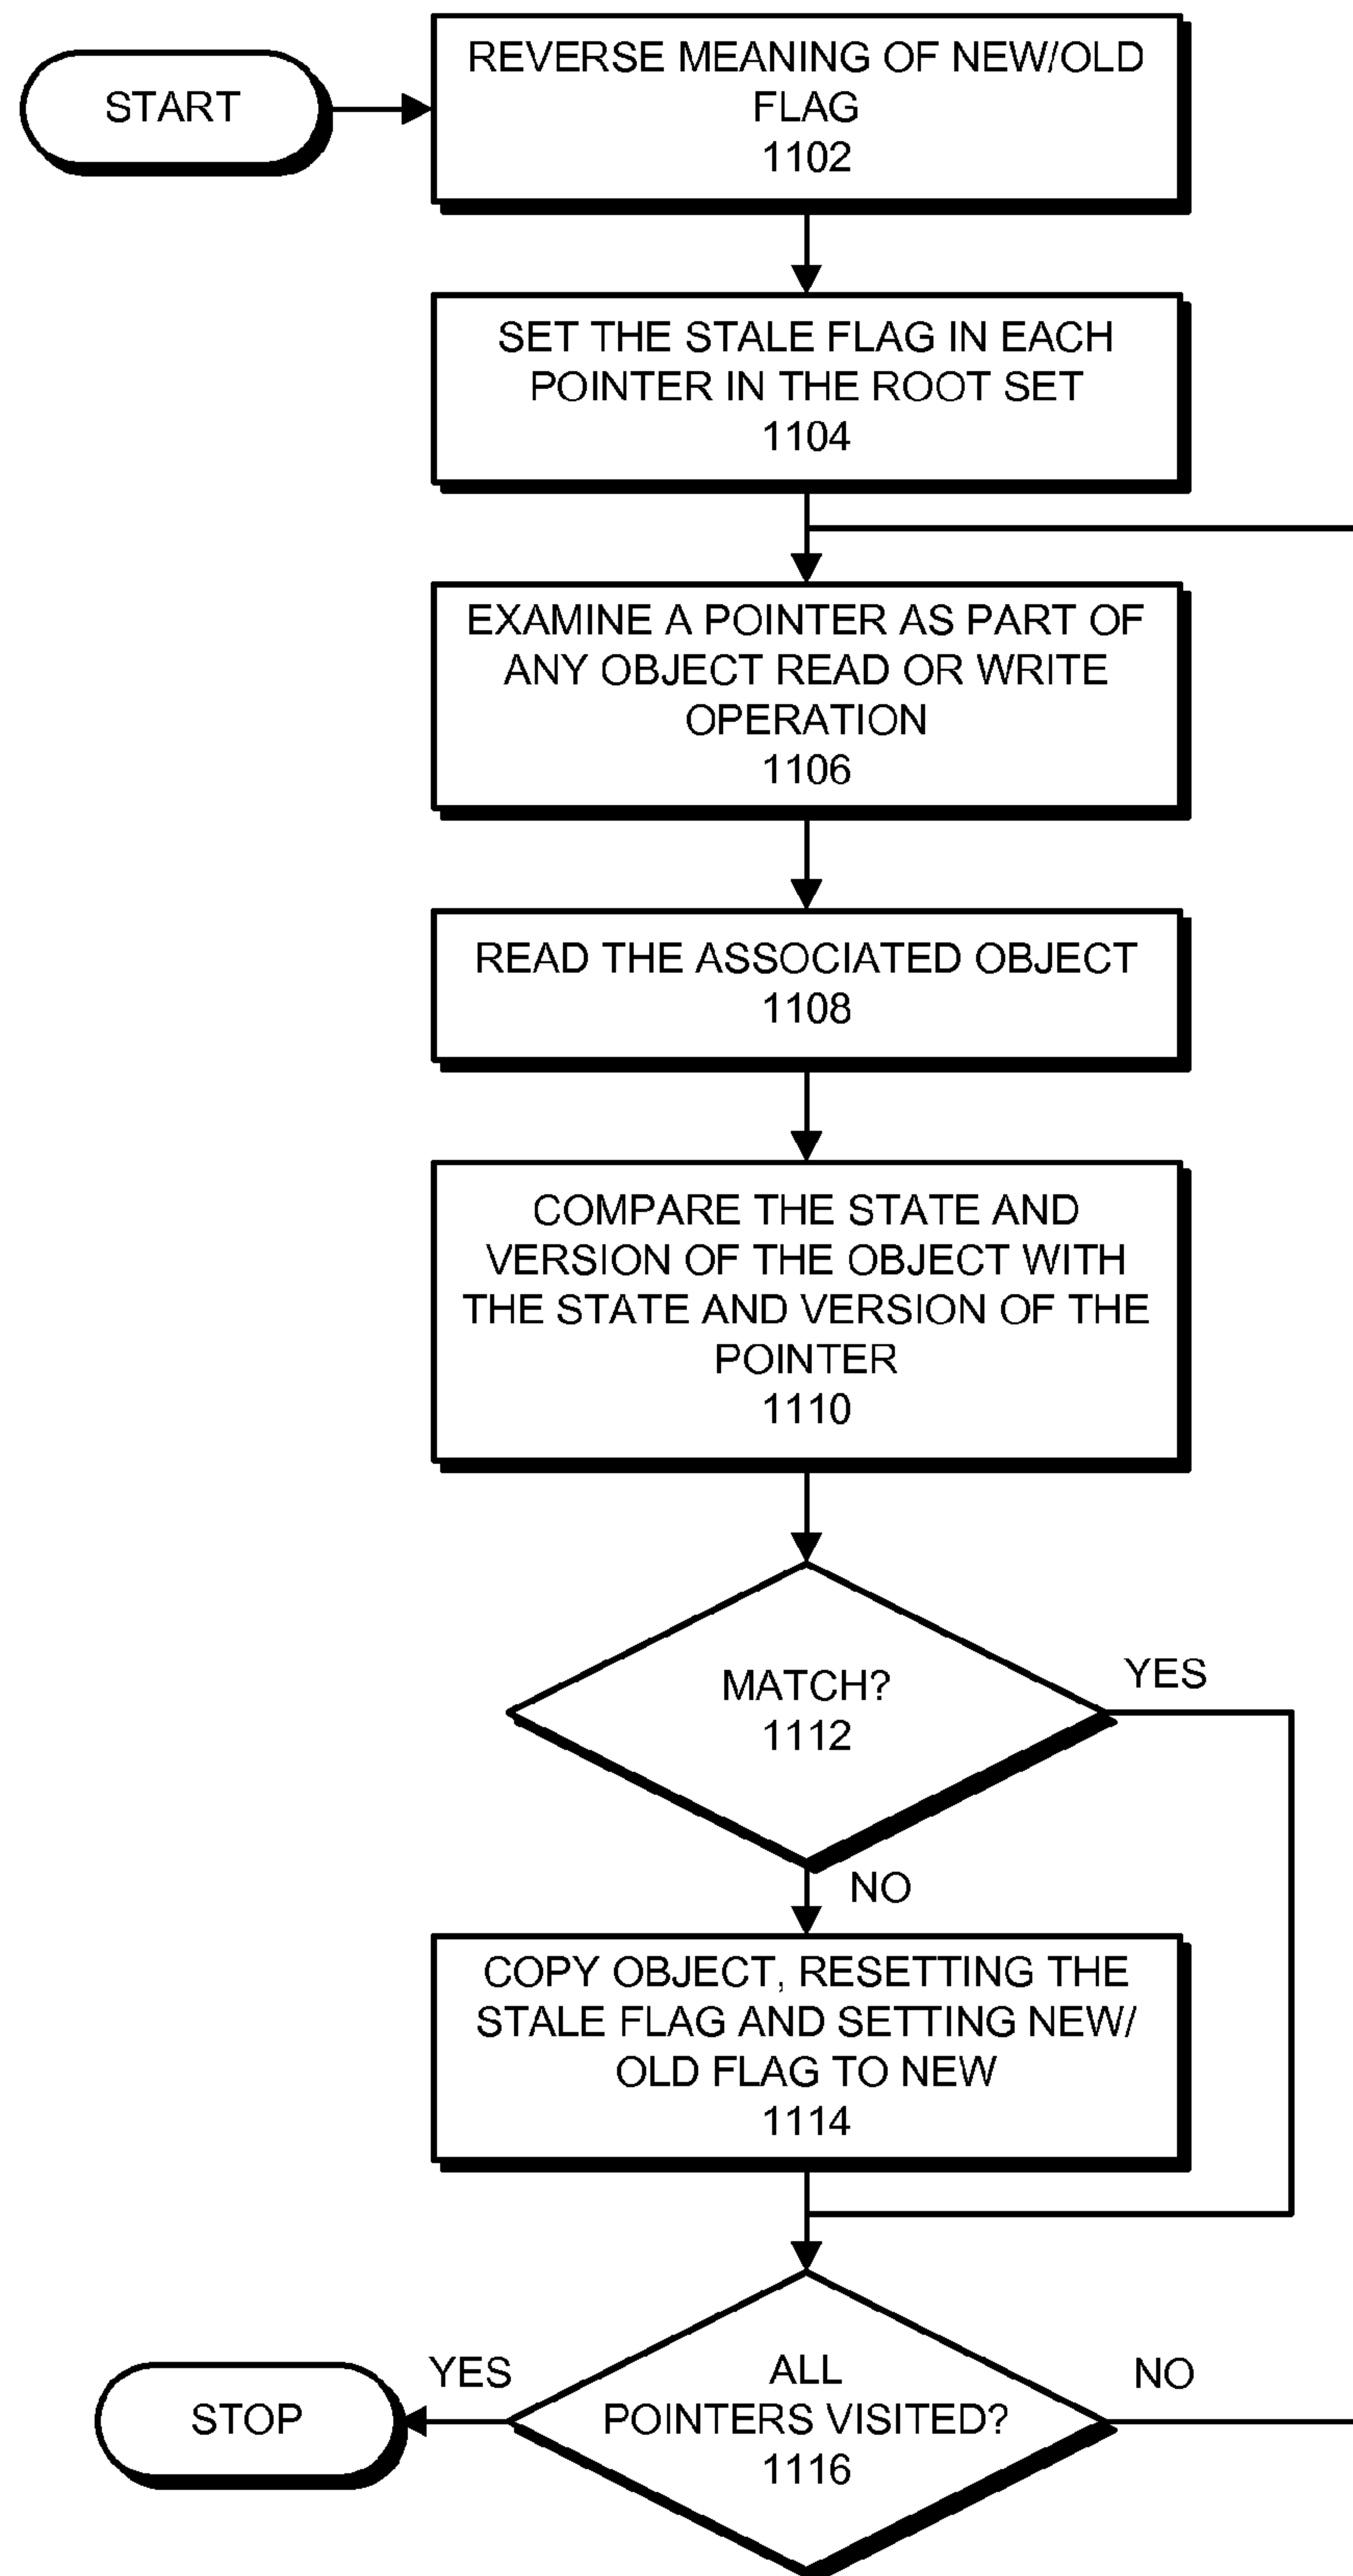 START
REVERSE MEANING OF NEW/OLD
FLAG
1102
SET THE STALE FLAG IN EACH
POINTER IN THE ROOT SET
1104
EXAMINE A POINTER AS PART OF
ANY OBJECT READ OR WRITE
OPERATION
1106
READ THE ASSOCIATED OBJECT
1108
COMPARE THE STATE AND
VERSION OF THE OBJECT WITH
THE STATE AND VERSION OF THE
POINTER
1110
MATCH?
1112
YES
NO
COPY OBJECT, RESETTING THE
STALE FLAG AND SETTING NEW/
OLD FLAG TO NEW
1114
STOP
YES
ALL
POINTERS VISITED?
1116
NO